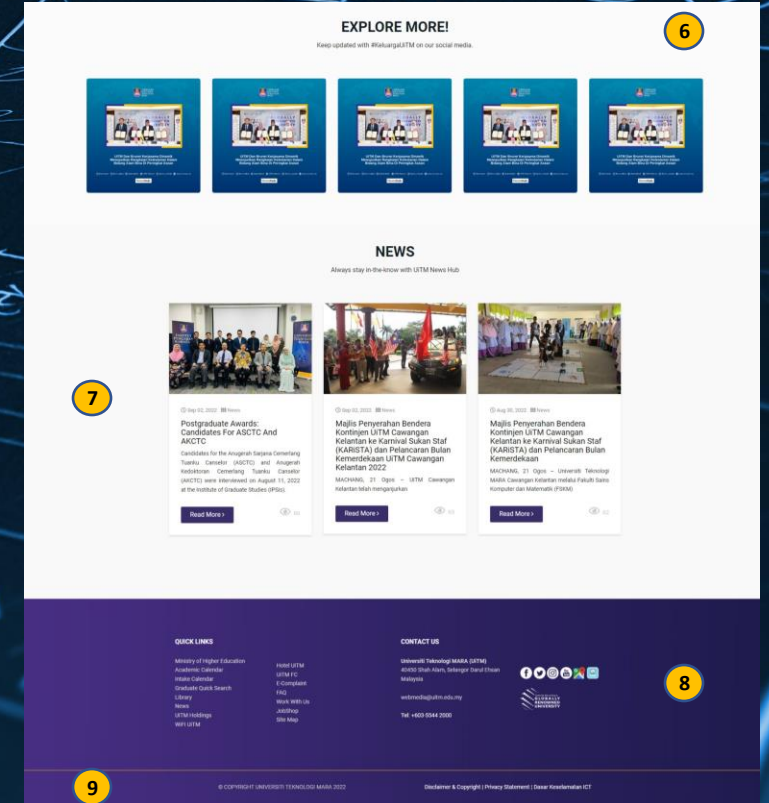 EXPLORE MORE!
6
Keep updated with #KeluargaUiTM on our social media.
NEWS
Always stay in-the-know with UiTM News Hub
7
Sep 02, 2022 News
Postgraduate Awards:
Candidates For ASCTC And
AKCTC
Candidates for the Anugerah Sarjana Cemerlang
Tuanku Canselor (ASCTC) and Anugerah
Kedoktoran Cemerlang Tuanku Canselor
(AKCTC) were interviewed on August 11, 2022
at the Institute of Graduate Studies (IPSis).
Read More >
Sep 02, 2022 News
Majlis Penyerahan Bendera
Kontinjen UiTM Cawangan
Kelantan ke Karnival Sukan Staf
(KARiSTA) dan Pelancaran Bulan
Kemerdekaan UiTM Cawangan
Kelantan 2022
MACHANG, 21 Ogos – UiTM Cawangan
Kelantan telah menganjurkan
Read More >
Aug 30, 2022 News
Majlis Penyerahan Bendera
Kontinjen UiTM Cawangan
Kelantan ke Karnival Sukan Staf
(KARiSTA) dan Pelancaran Bulan
Kemerdekaan
MACHANG, 21 Ogos – Universiti Teknologi
MARA Cawangan Kelantan melalui Fakulti Sains
Komputer dan Matematik (FSKM)
Read More >
QUICK LINKS
Ministry of Higher Education
Academic Calendar
Intake Calendar
Graduate Quick Search
Library
News
UiTM Holdings
WiFi UiTM
Hotel UiTM
UiTM FC
E-Complaint
FAQ
Work With Us
JobShop
Site Map
CONTACT US
Universiti Teknologi MARA (UiTM)
40450 Shah Alam, Selangor Darul Ehsan
Malaysia
webmedia@uitm.edu.my
Tel: +603-5544 2000
GLOBALLY
RENOWNED
UNIVERSITY
8
9
© COPYRIGHT UNIVERSITI TEKNOLOGI MARA 2022
Disclaimer & Copyright | Privacy Statement | Dasar Keselamatan ICT